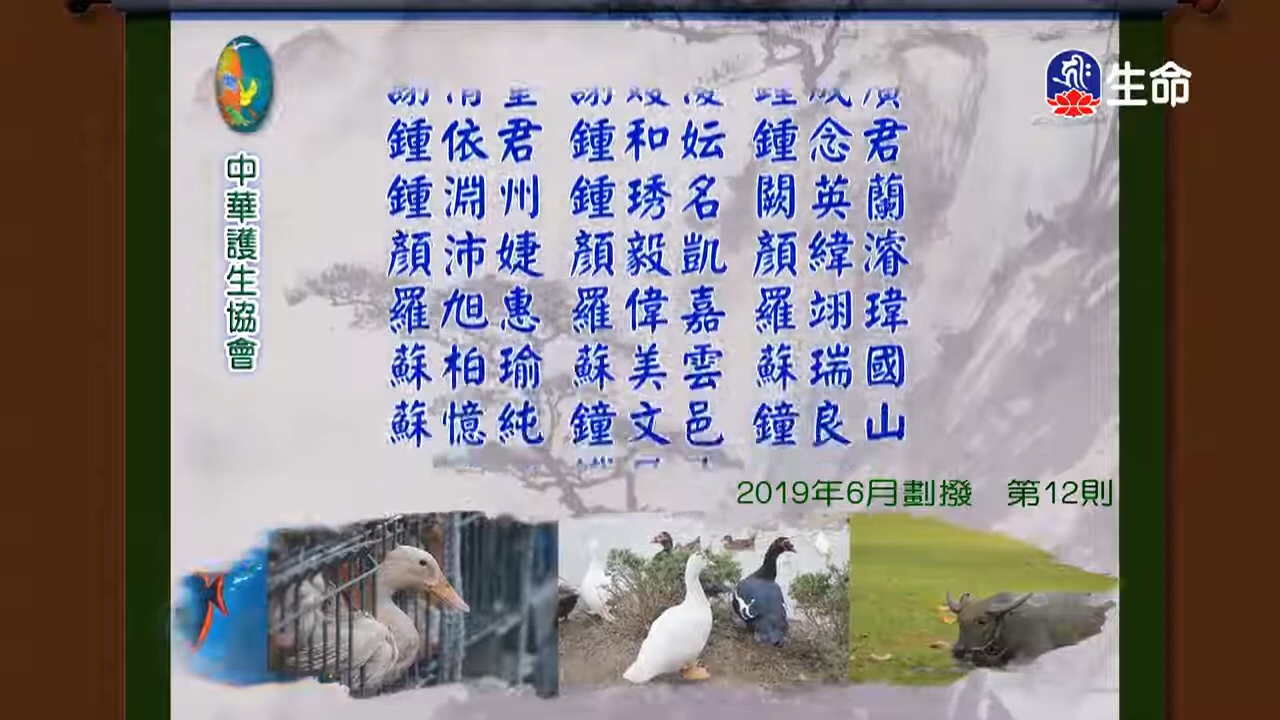 生命
中華護生協會
鍾依君 鍾和妘 鍾念君
鍾淵州 鍾琇名 闕英蘭
顏沛婕 顏毅凱 顏緯濬
羅旭惠 羅偉嘉 羅翊瑋
蘇柏瑜 蘇美雲 蘇瑞國
蘇憶純 鐘文邑 鐘良山
2019年6月劃撥 第12則